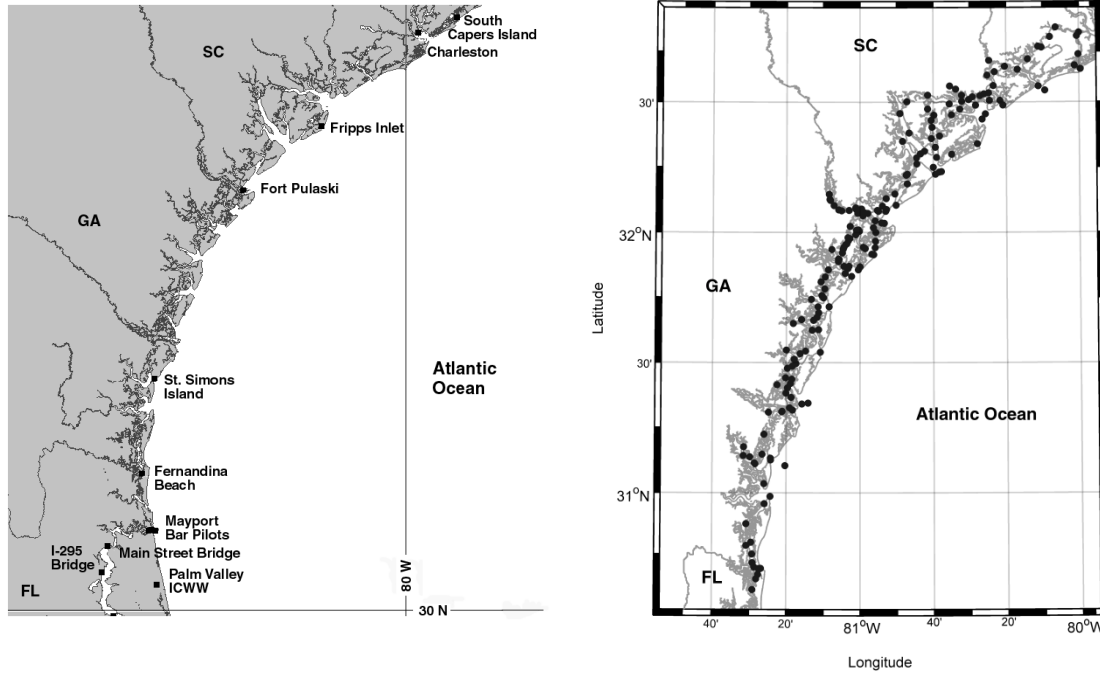 South
Capers Island
Charleston
SC
Fripps Inlet
Fort Pulaski
GA
Atlantic
Ocean
St. Simons
Island
Fernandina
Beach
Mayport
Bar Pilots
Main Street Bridge
I-295
Bridge
Palm Valley
ICWW
FL
80 W
30 N
SC
30'
32°N
GA
Latitude
30'
Atlantic Ocean
31°N
FL
40'
20'
81°W
40'
20'
80°W
Longitude